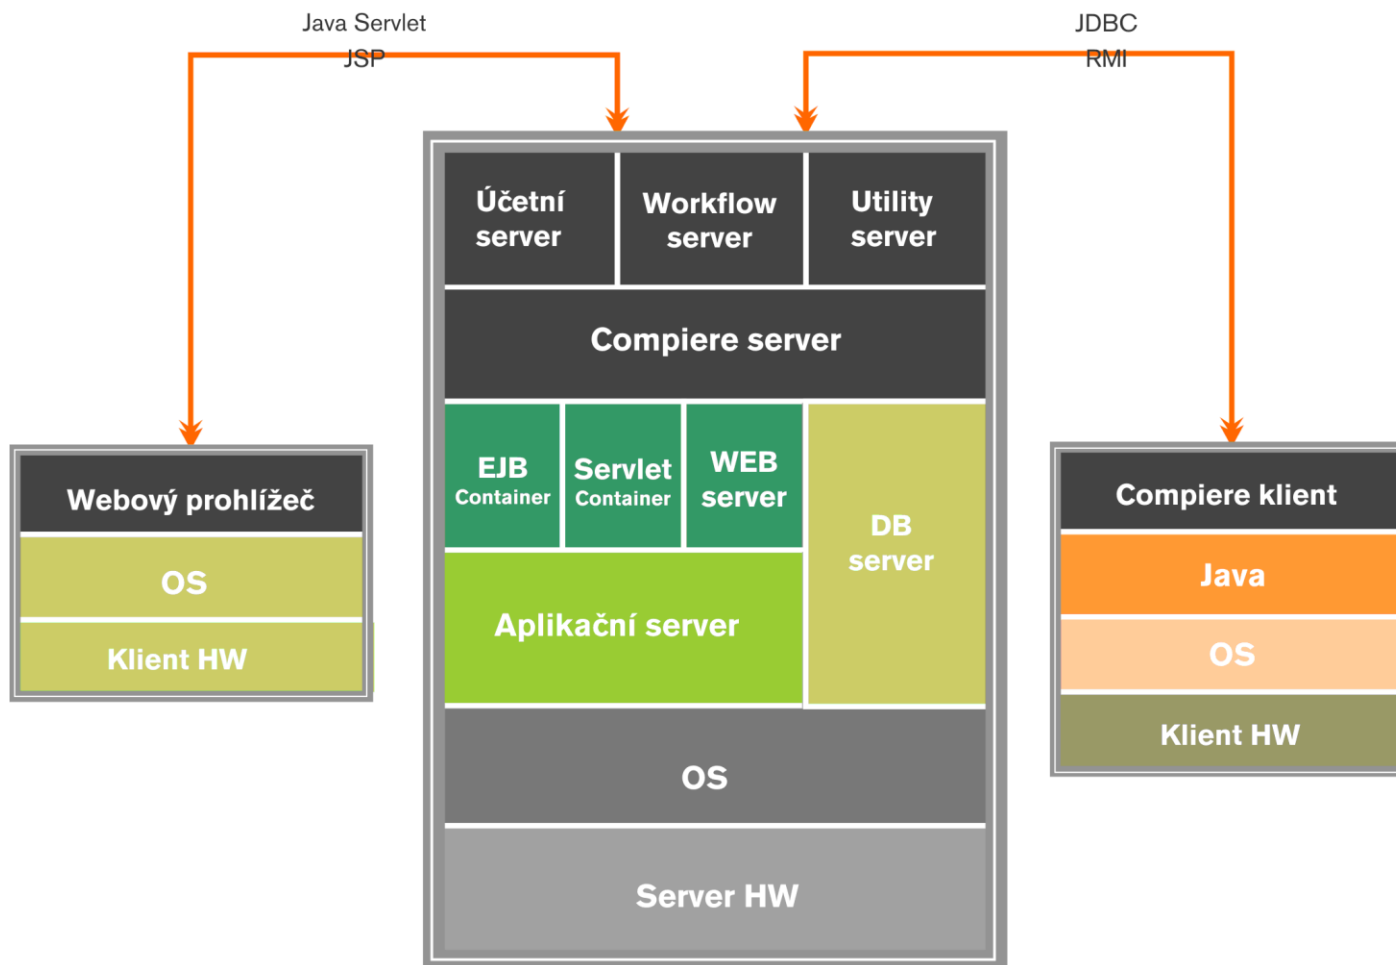 Java Servlet
JSP
JDBC
RMI
Účetní
server
Workflow
server
Utility
server
Compiere server
EJB
Container
Servlet
Container
WEB
server
DB
server
Aplikační server
OS
Server HW
Webový prohlížeč
OS
Klient HW
Compiere klient
Java
OS
Klient HW